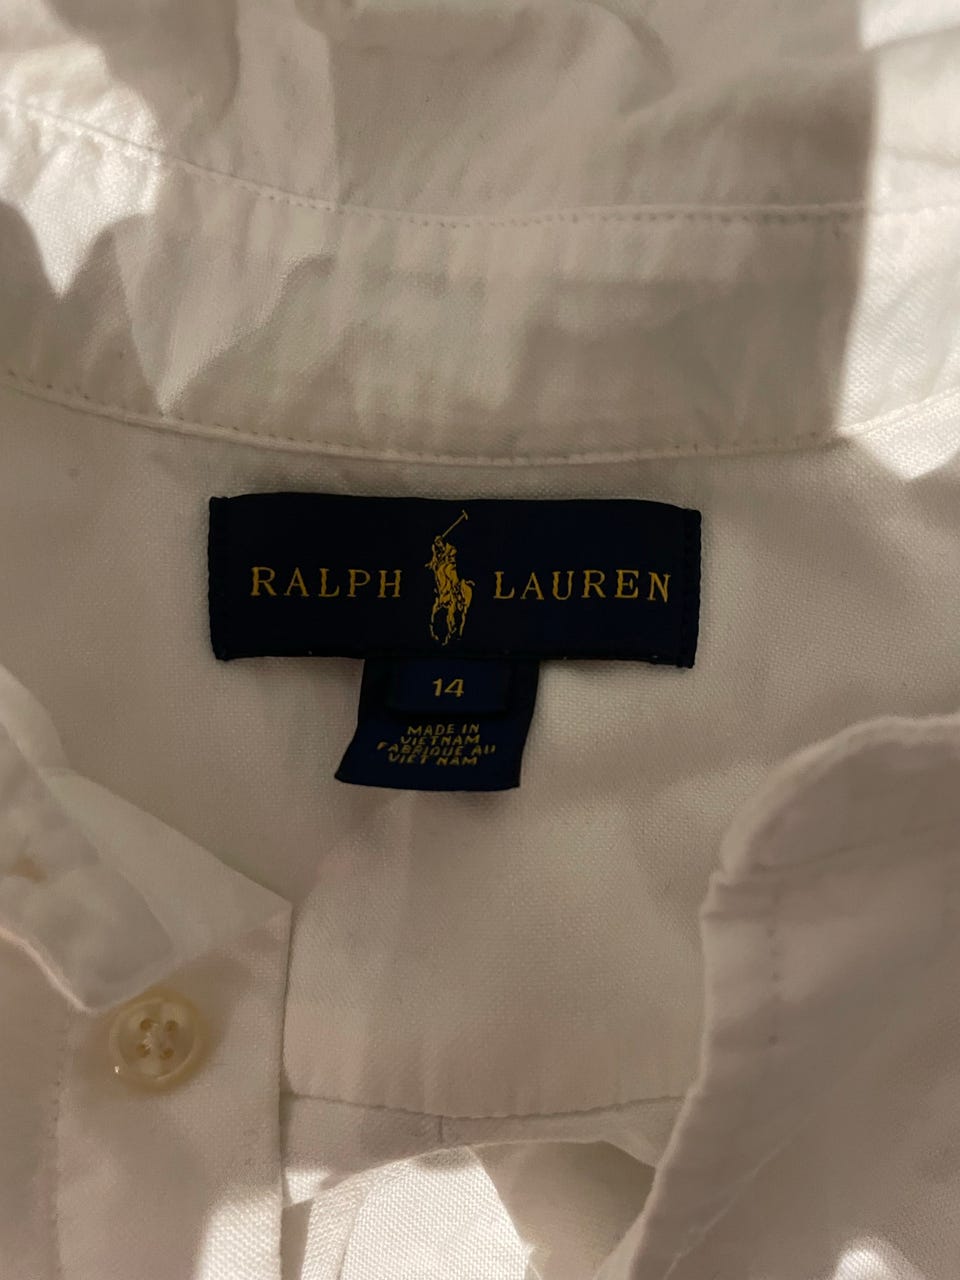 RALPH LAUREN
14
MADE IN
VIETNAM
FABRIQUE AU
VIET NAM